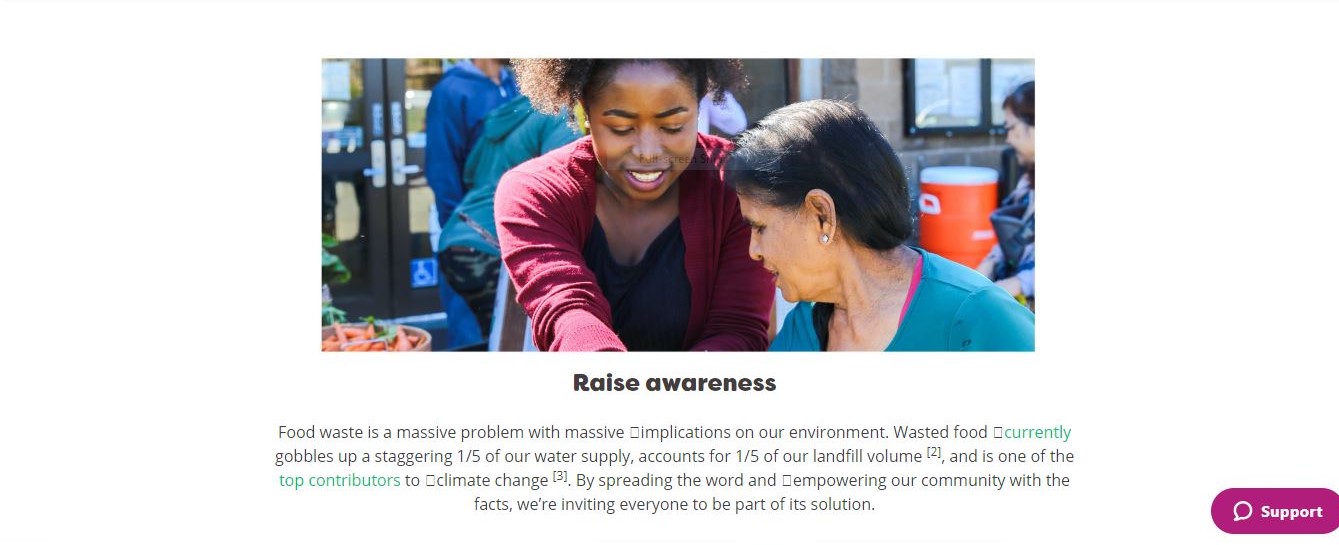 Raise awareness
Food waste is a massive problem with massive □implications on our environment. Wasted food □currently
gobbles up a staggering 1/5 of our water supply, accounts for 1/5 of our landfill volume [2], and is one of the
top contributors to □climate change [3]. By spreading the word and □empowering our community with the
facts, we’re inviting everyone to be part of its solution.
Support